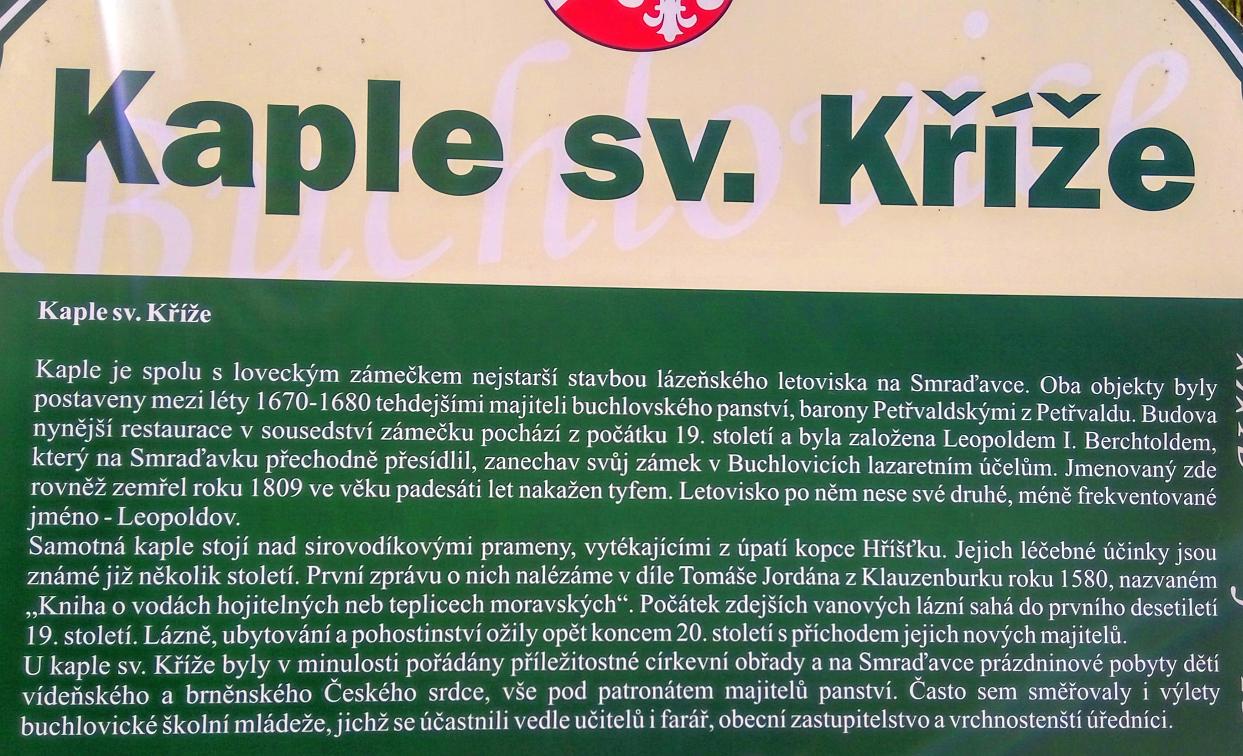 Kaple sv. Kříže
Buchlovice
Kaple sv. Kříže
Kaple je spolu s loveckým zámečkem nejstarší stavbou lázeňského letoviska na Smraďavce. Oba objekty byly
postaveny mezi léty 1670-1680 tehdejšími majiteli buchlovského panství, barony Petřvaldskými z Petřvaldu. Budova
nynější restaurace v sousedství zámečku pochází z počátku 19. století a byla založena Leopoldem I. Berchtoldem,
který na Smraďavku přechodně přesídlil, zanechav svůj zámek v Buchlovicích lazaretním účelům. Jmenovaný zde
rovněž zemřel roku 1809 ve věku padesáti let nakažen tyfem. Letovisko po něm nese své druhé, méně frekventované
jméno - Leopoldov.
Samotná kaple stojí nad sirovodíkovými prameny, vytékajícími z úpatí kopce Hříšťku. Jejich léčebné účinky jsou
známé již několik století. První zprávu o nich nalézáme v díle Tomáše Jordána z Klauzenburku roku 1580, nazvaném
„Kniha o vodách hojitelných neb teplicech moravských“. Počátek zdejších vanových lázní sahá do prvního desetiletí
19. století. Lázně, ubytování a pohostinství ožily opět koncem 20. století s příchodem jejich nových majitelů.
U kaple sv. Kříže byly v minulosti pořádány příležitostné církevní obřady a na Smraďavce prázdninové pobyty dětí
vídeňského a brněnského Českého srdce, vše pod patronátem majitelů panství. Často sem směřovaly i výlety
buchlovické školní mládeže, jichž se účastnili vedle učitelů i farář, obecní zastupitelstvo a vrchnostenští úředníci.